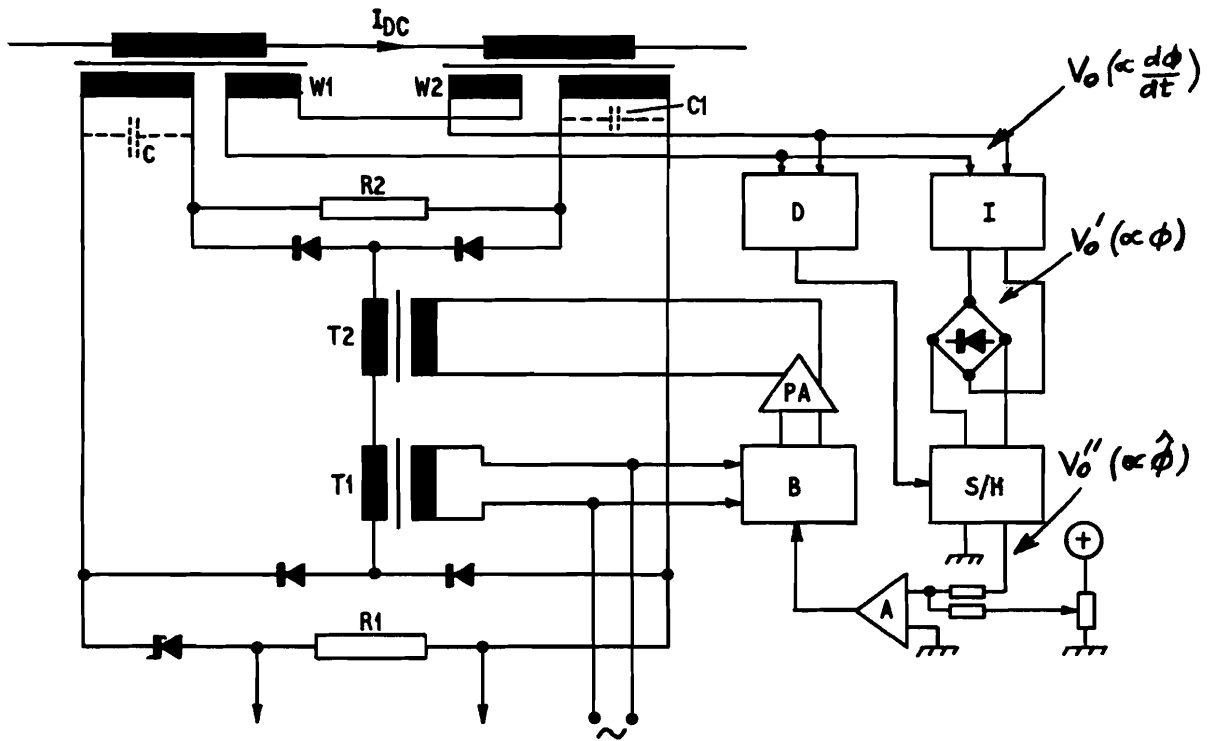 I_DC
W1
W2
C1
C
V_o (∝ dϕ/dt)
R2
D
I
V_o' (∝ ϕ)
T2
PA
T1
B
S/H
V_o'' (∝ ϕ̂)
+
A
R1
~